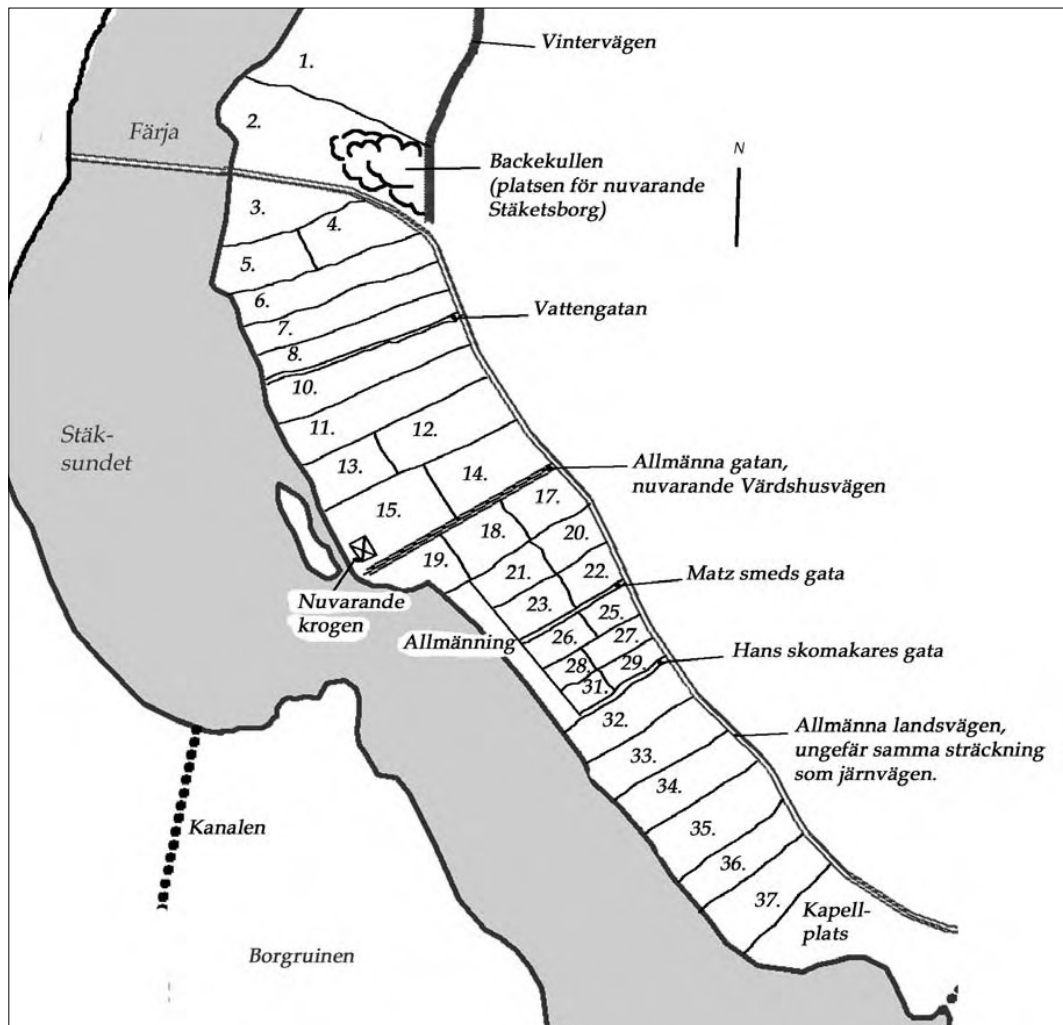 Vintervägen
1.
2.
Färja
Backekullen
(platsen för nuvarande
Stäketsborg)
N
3.
4.
5.
6.
7.
Vattengatan
8.
10.
11.
12.
Stäk-
sundet
13.
14.
Allmänna gatan,
nuvarande Värdshusvägen
15.
17.
18.
19.
20.
21.
22.
Matz smeds gata
23.
Nuvarande
krogen
25.
Allmänning
26.
27.
28.
29.
Hans skomakares gata
31.
32.
Allmänna landsvägen,
ungefär samma sträckning
som järnvägen.
33.
34.
35.
Kanalen
36.
37.
Kapell-
plats
Borgruinen